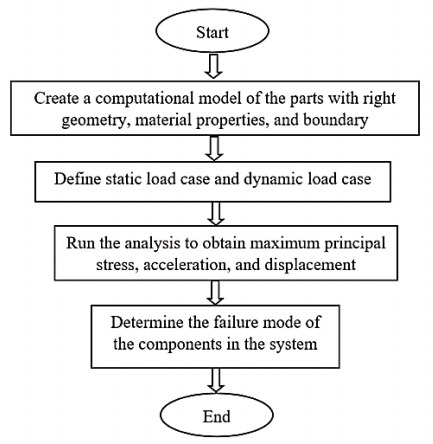 Start
Create a computational model of the parts with right
geometry, material properties, and boundary
Define static load case and dynamic load case
Run the analysis to obtain maximum principal
stress, acceleration, and displacement
Determine the failure mode of
the components in the system
End